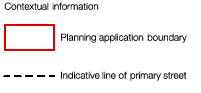 Contextual information
Planning application boundary
Indicative line of primary street